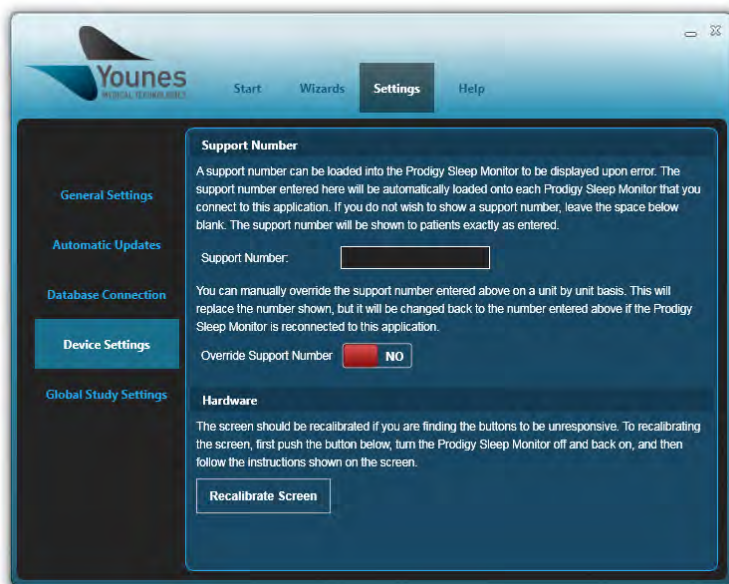 Younes
MEDICAL TECHNOLOGIES
Start Wizards Settings Help
General Settings
Automatic Updates
Database Connection
Device Settings
Global Study Settings
Support Number
A support number can be loaded into the Prodigy Sleep Monitor to be displayed upon error. The
support number entered here will be automatically loaded onto each Prodigy Sleep Monitor that you
connect to this application. If you do not wish to show a support number, leave the space below
blank. The support number will be shown to patients exactly as entered.
Support Number:
You can manually override the support number entered above on a unit by unit basis. This will
replace the number shown, but it will be changed back to the number entered above if the Prodigy
Sleep Monitor is reconnected to this application.
Override Support Number NO
Hardware
The screen should be recalibrated if you are finding the buttons to be unresponsive. To recalibrating
the screen, first push the button below, turn the Prodigy Sleep Monitor off and back on, and then
follow the instructions shown on the screen.
Recalibrate Screen